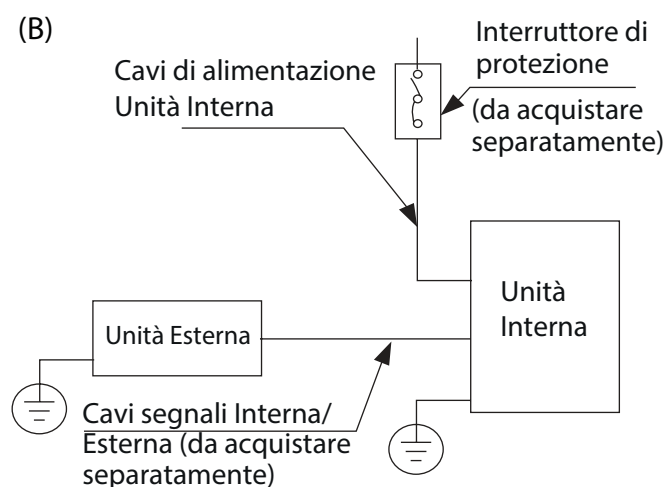 (B)
Cavi di alimentazione
Unità Interna
Interruttore di
protezione
(da acquistare
separatamente)
Unità
Interna
Unità Esterna
Cavi segnali Interna/
Esterna (da acquistare
separatamente)